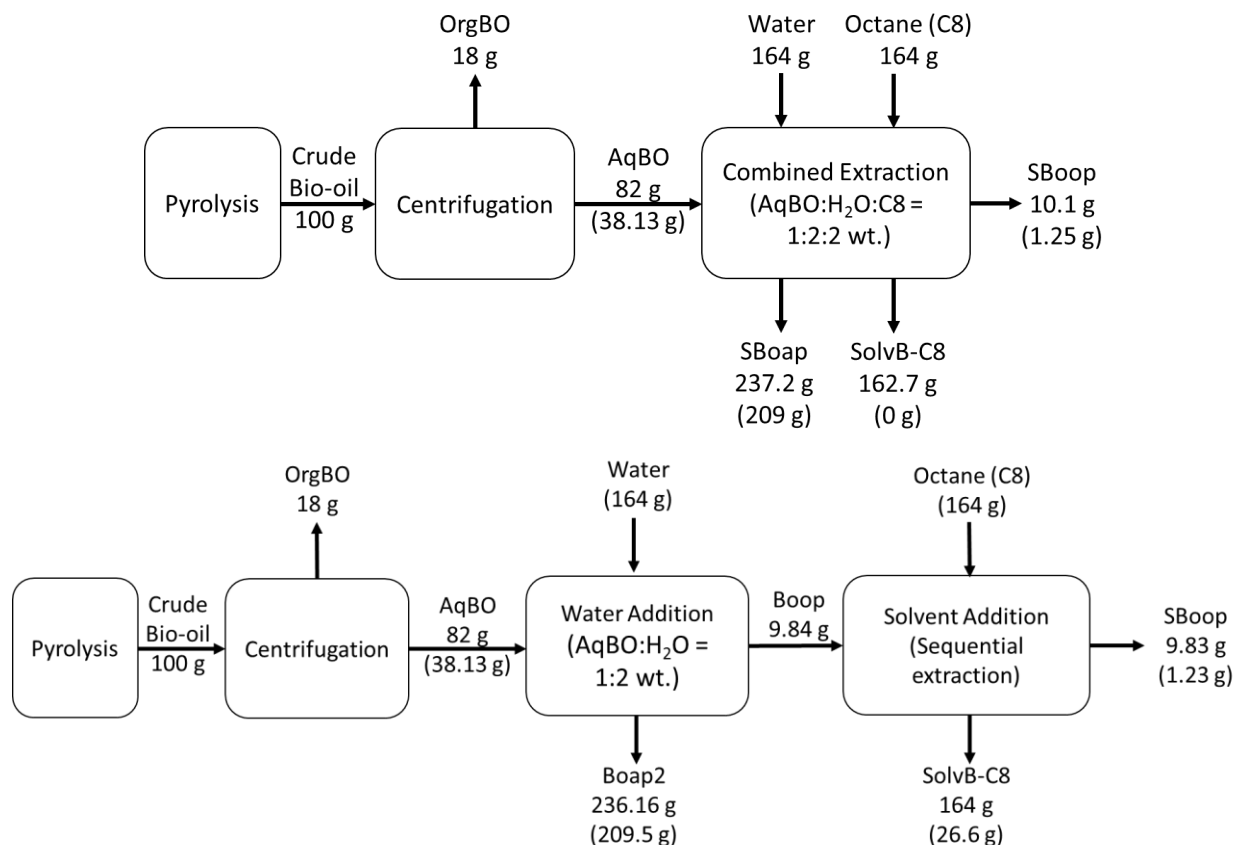 OrgBO
18 g
Water
164 g
Octane (C8)
164 g
Pyrolysis
Crude
Bio-oil
100 g
Centrifugation
AqBO
82 g
(38.13 g)
Combined Extraction
(AqBO:H₂O:C8 =
1:2:2 wt.)
SBoop
10.1 g
(1.25 g)
SBoap
237.2 g
(209 g)
SolvB-C8
162.7 g
(0 g)
OrgBO
18 g
Water
(164 g)
Octane (C8)
(164 g)
Pyrolysis
Crude
Bio-oil
100 g
Centrifugation
AqBO
82 g
(38.13 g)
Water Addition
(AqBO:H₂O =
1:2 wt.)
Boop
9.84 g
Solvent Addition
(Sequential
extraction)
SBoop
9.83 g
(1.23 g)
Boap2
236.16 g
(209.5 g)
SolvB-C8
164 g
(26.6 g)